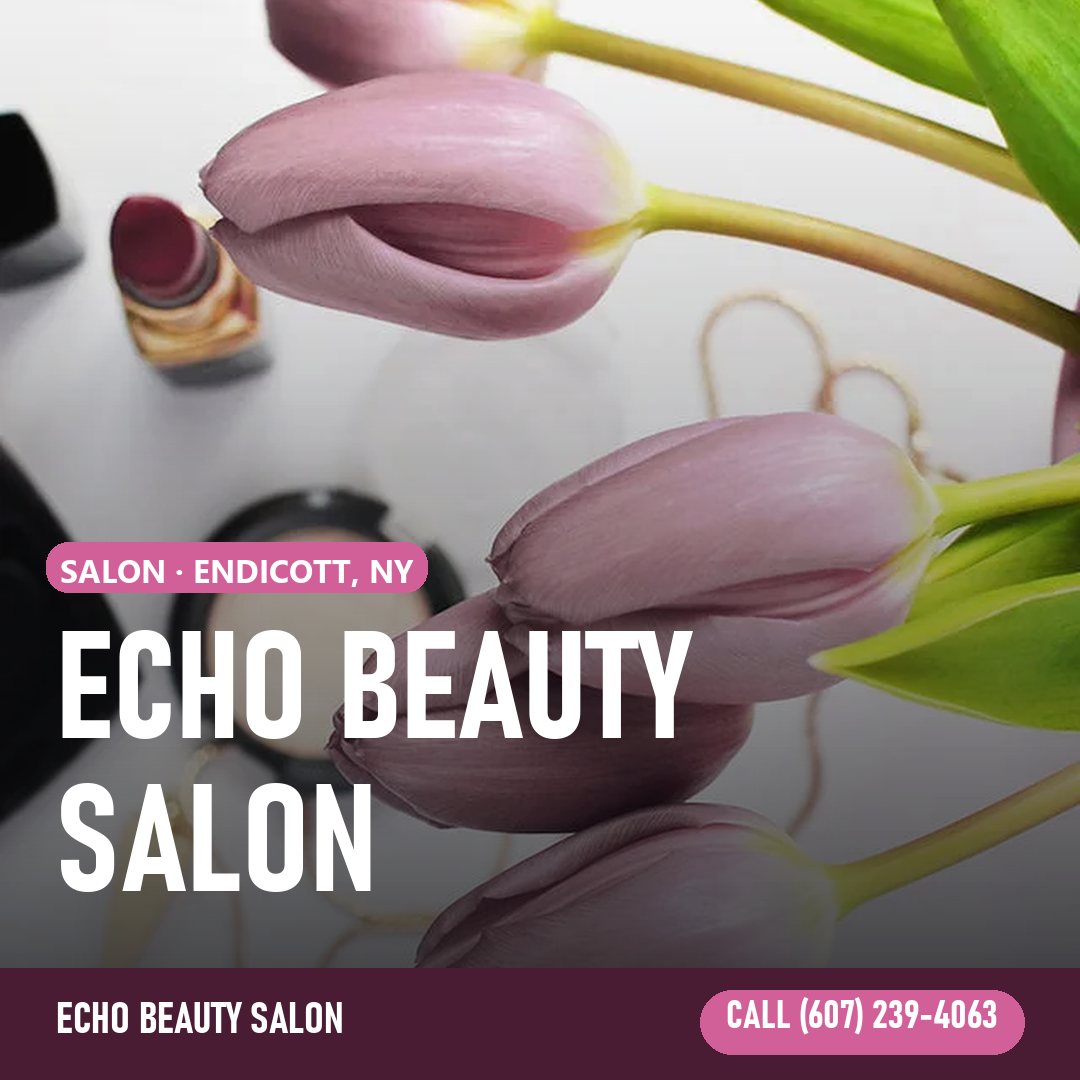 SALON · ENDICOTT, NY
ECHO BEAUTY
SALON
ECHO BEAUTY SALON
CALL (607) 239-4063